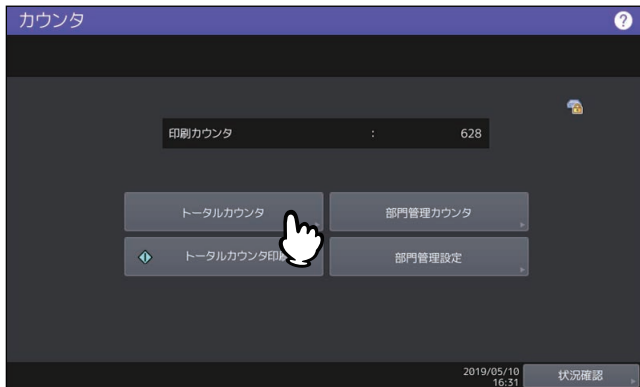 カウンタ ?
印刷カウンタ : 628
トータルカウンタ 部門管理カウンタ
トータルカウンタ印刷 部門管理設定
2019/05/10
16:31
状況確認